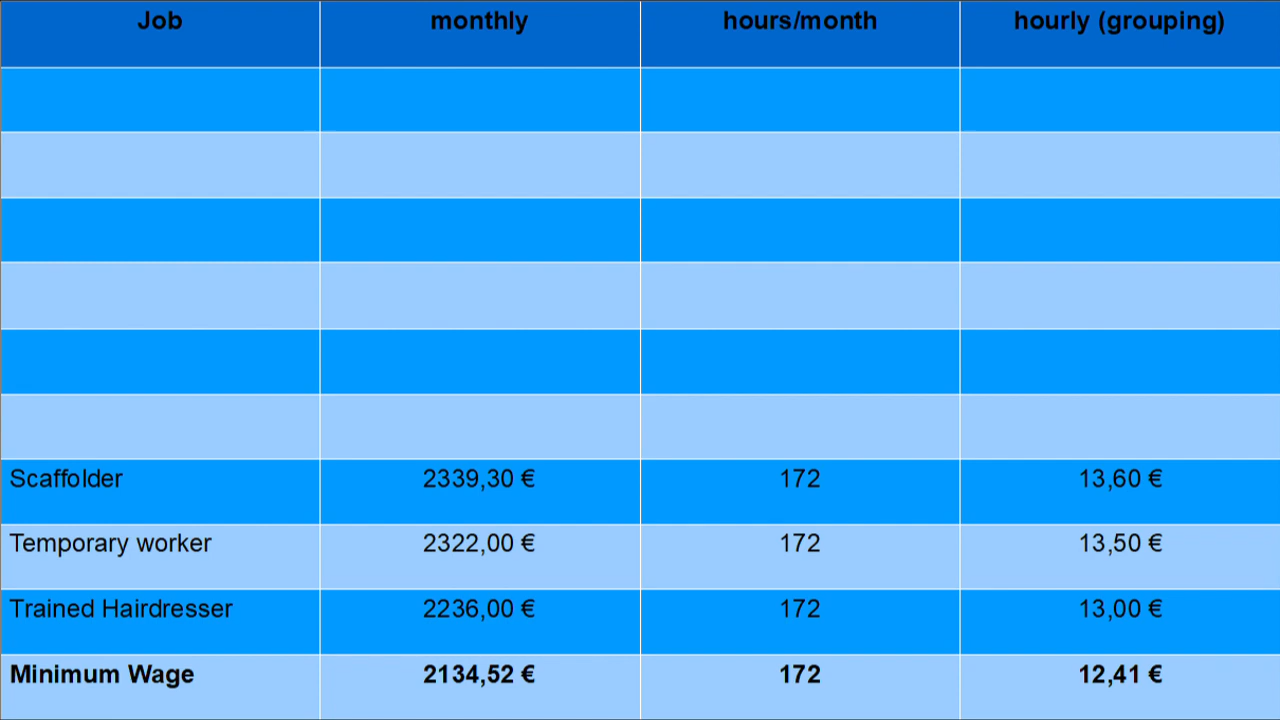 Job monthly hours/month hourly (grouping)
Scaffolder 2339,30 € 172 13,60 €
Temporary worker 2322,00 € 172 13,50 €
Trained Hairdresser 2236,00 € 172 13,00 €
Minimum Wage 2134,52 € 172 12,41 €